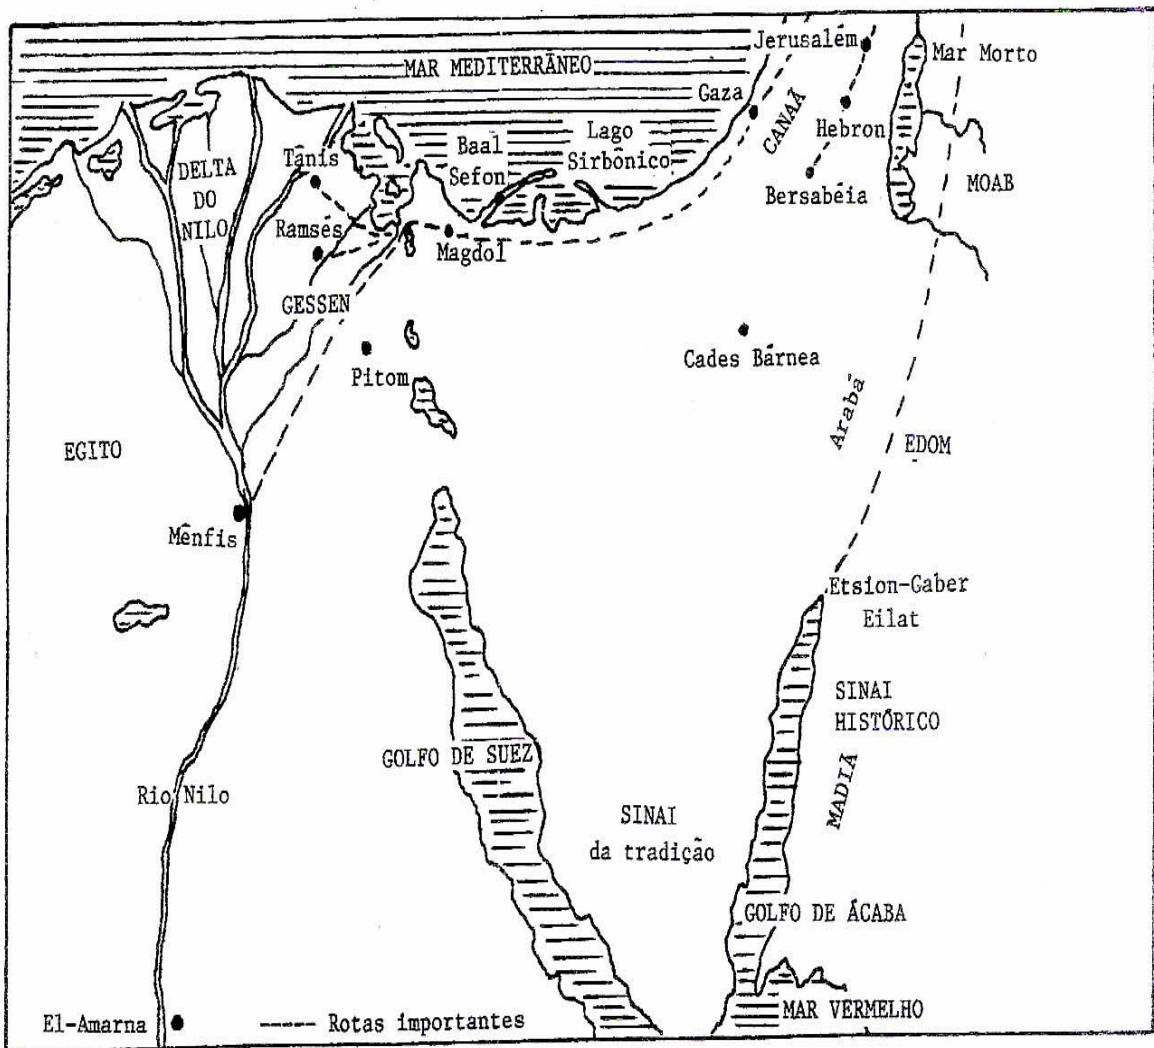 Jerusalém
Mar Morto
MAR MEDITERRÂNEO
Gaza
CANAÃ
Hebron
Baal
Sefon
Lago
Sirbônico
Tânis
DELTA
DO
NILO
Bersabéia
MOAB
Ramsés
Magdol
GESSEN
Pitom
Cades Bárnea
Arabá
EDOM
EGITO
Mênfis
Etsion-Gaber
Eilat
SINAI
HISTÓRICO
MADIÃ
GOLFO DE SUEZ
Rio Nilo
SINAI
da tradição
GOLFO DE ÁCABA
MAR VERMELHO
El-Amarna
Rotas importantes